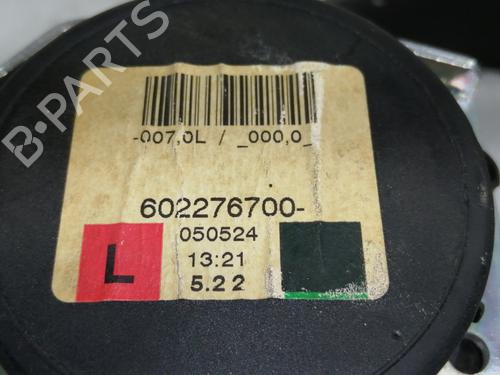 -007,0L / _000,0_
602276700-
050524
L
13:21
5.22
B-PARTS